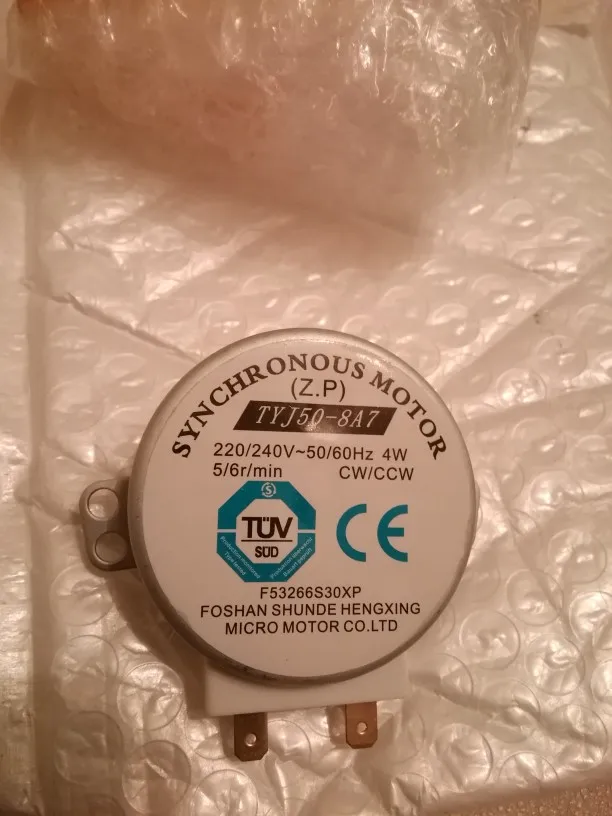 SYNCHRONOUS MOTOR
(Z.P)
TYJ50-8A7
220/240V~50/60Hz 4W
5/6r/min CW/CCW
S
TÜV
SÜD
CE
F53266S30XP
FOSHAN SHUNDE HENGXING
MICRO MOTOR CO.LTD